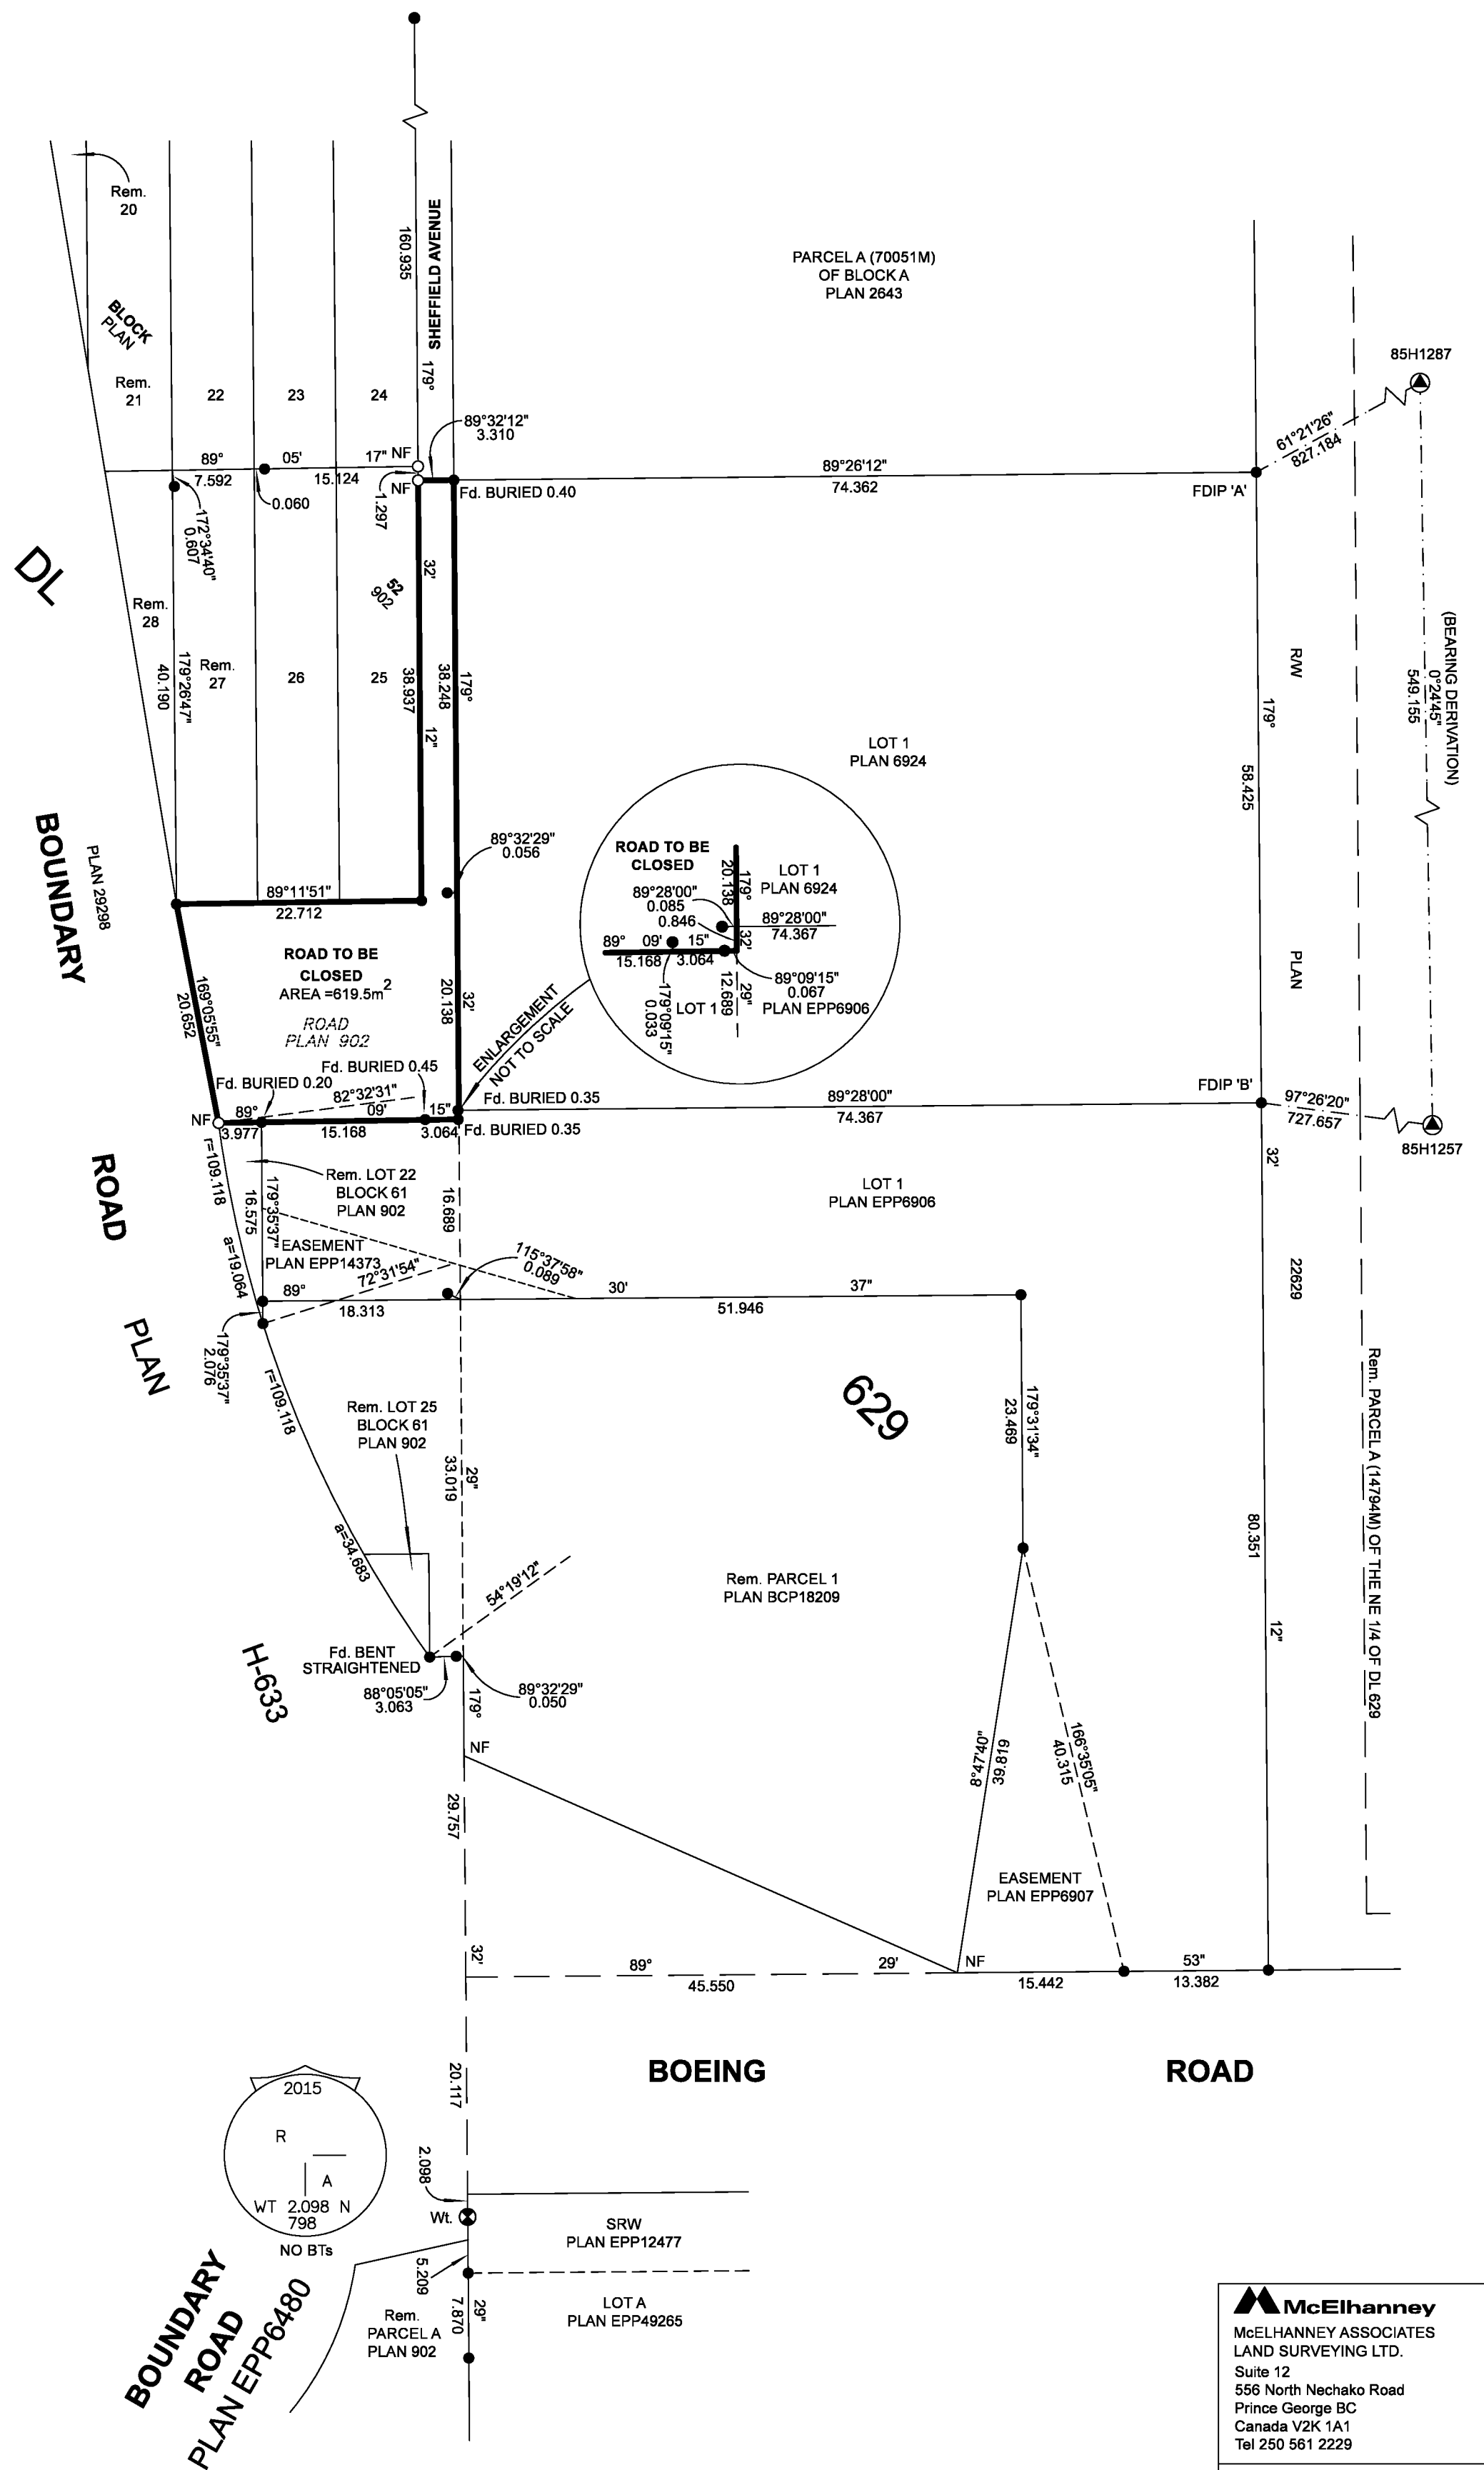 Rem.
20
BLOCK
PLAN
160.935
SHEFFIELD AVENUE
179°
PARCEL A (70051M)
OF BLOCK A
PLAN 2643
85H1287
Rem.
21
22
23
24
89°32'12"
3.310
61°21'26"
827.184
89°
05'
17"
NF
7.592
15.124
NF
0.060
1.297
Fd. BURIED 0.40
89°26'12"
74.362
FDIP 'A'
172°34'40"
0.607
DL
32'
52
902
Rem.
28
179°26'47"
40.190
Rem.
27
26
25
38.937
38.248
179°
12"
R/W
179°
(BEARING DERIVATION)
0°24'45"
549.155
LOT 1
PLAN 6924
58.425
BOUNDARY
PLAN 29298
89°32'29"
0.056
89°11'51"
22.712
ROAD TO BE
CLOSED
20.138
179°
LOT 1
PLAN 6924
89°28'00"
0.085
0.846
89°28'00"
74.367
32'
89°
09'
15"
15.168
3.064
89°09'15"
0.067
179°09'15"
0.033
12.689
29"
LOT 1
PLAN EPP6906
PLAN
ROAD TO BE
CLOSED
AREA =619.5m2
ROAD
PLAN 902
169°05'55"
20.652
20.138
32'
ENLARGEMENT
NOT TO SCALE
Fd. BURIED 0.45
Fd. BURIED 0.20
82°32'31"
Fd. BURIED 0.35
89°28'00"
74.367
FDIP 'B'
97°26'20"
727.657
85H1257
NF
89°
09'
15"
3.977
15.168
3.064
Fd. BURIED 0.35
r=109.118
a=19.064
ROAD
Rem. LOT 22
BLOCK 61
PLAN 902
179°35'37"
16.575
16.689
LOT 1
PLAN EPP6906
32'
EASEMENT
PLAN EPP14373
72°31'54"
115°37'58"
0.089
22629
89°
30'
37"
18.313
51.946
179°35'37"
2.076
PLAN
r=109.118
a=34.683
Rem. LOT 25
BLOCK 61
PLAN 902
629
179°31'34"
23.469
Rem. PARCEL A (14794M) OF THE NE 1/4 OF DL 629
29"
33.019
80.351
54°19'12"
Rem. PARCEL 1
PLAN BCP18209
12"
H-633
Fd. BENT
STRAIGHTENED
88°05'05"
3.063
89°32'29"
0.050
179°
NF
8°47'40"
39.819
166°35'05"
40.315
29.757
EASEMENT
PLAN EPP6907
32'
89°
29'
NF
53"
45.550
15.442
13.382
BOEING
ROAD
20.117
2015
R
A
WT 2.098 N
798
NO BTs
2.098
Wt.
SRW
PLAN EPP12477
5.209
BOUNDARY
ROAD
PLAN EPP6480
Rem.
PARCEL A
PLAN 902
29"
7.870
LOT A
PLAN EPP49265
McElhanney
McELHANNEY ASSOCIATES
LAND SURVEYING LTD.
Suite 12
556 North Nechako Road
Prince George BC
Canada V2K 1A1
Tel 250 561 2229